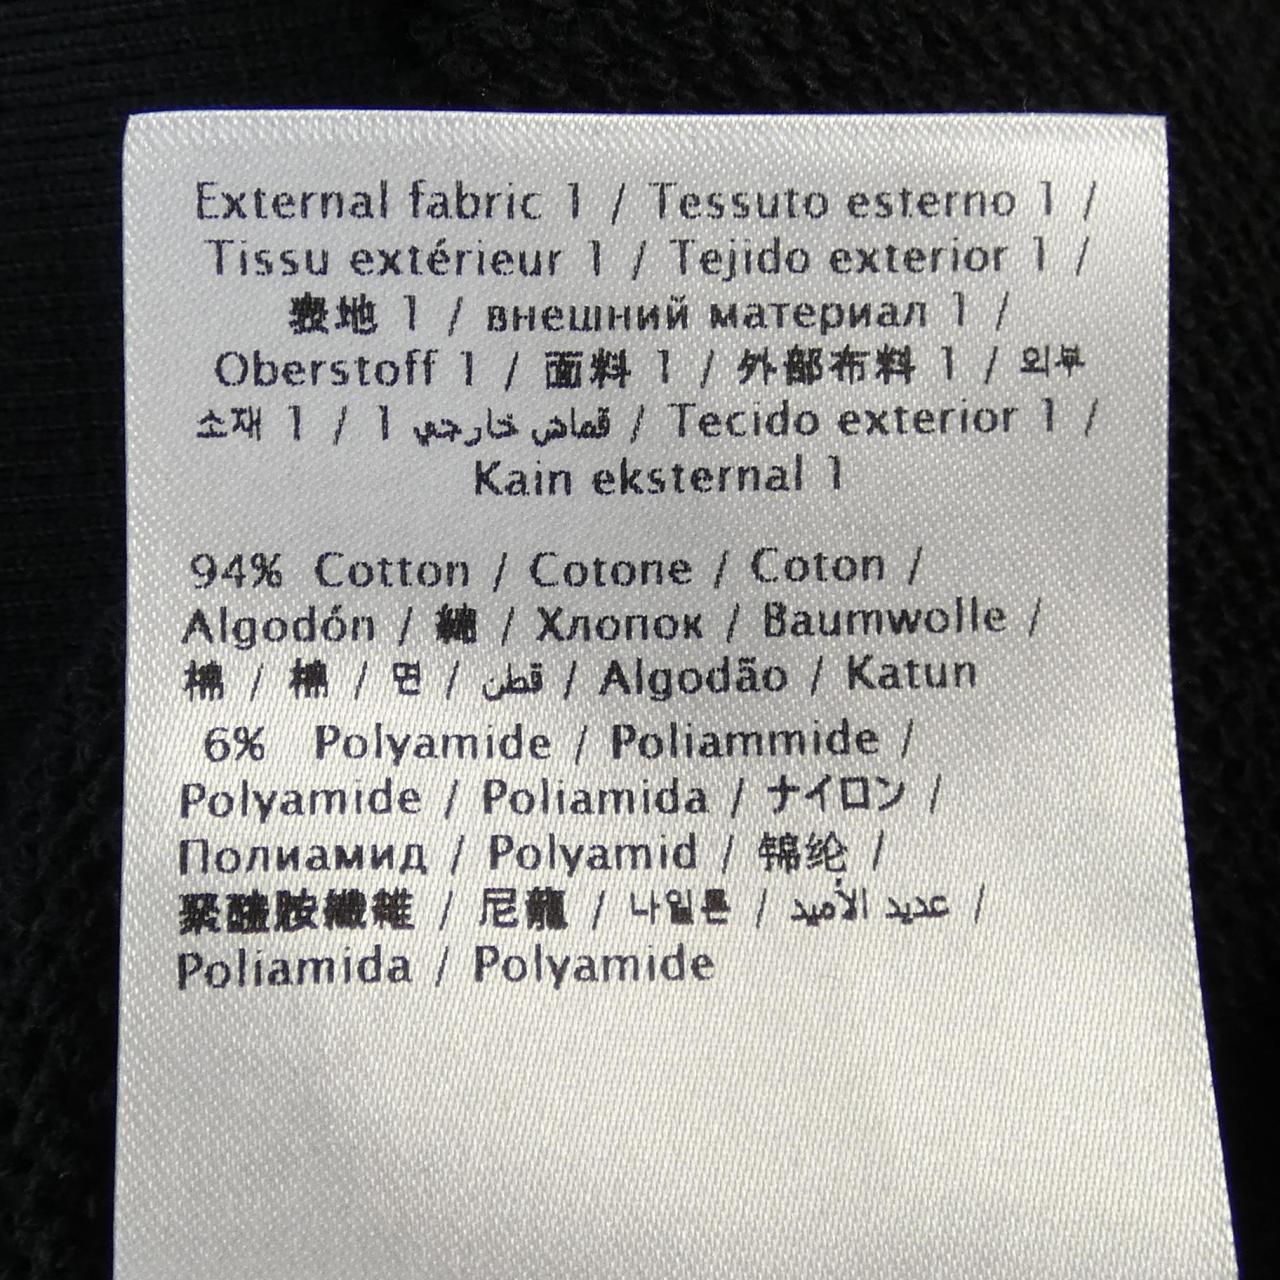 External fabric 1 / Tessuto esterno 1 /
Tissu extérieur 1 / Tejido exterior 1 /
表地 1 / внешний материал 1 /
Oberstoff 1 / 面料 1 / 外部布料 1 / 외부
소재 1 / 1 قماش خارجي / Tecido exterior 1 /
Kain eksternal 1
94% Cotton / Cotone / Coton /
Algodón / 綿 / Хлопок / Baumwolle /
棉 / 棉 / 면 / قطن / Algodão / Katun
6% Polyamide / Poliammide /
Polyamide / Poliamida / ナイロン /
Полиамид / Polyamid / 锦纶 /
聚醯胺纖維 / 尼龍 / 나일론 / عديد الأميد /
Poliamida / Polyamide